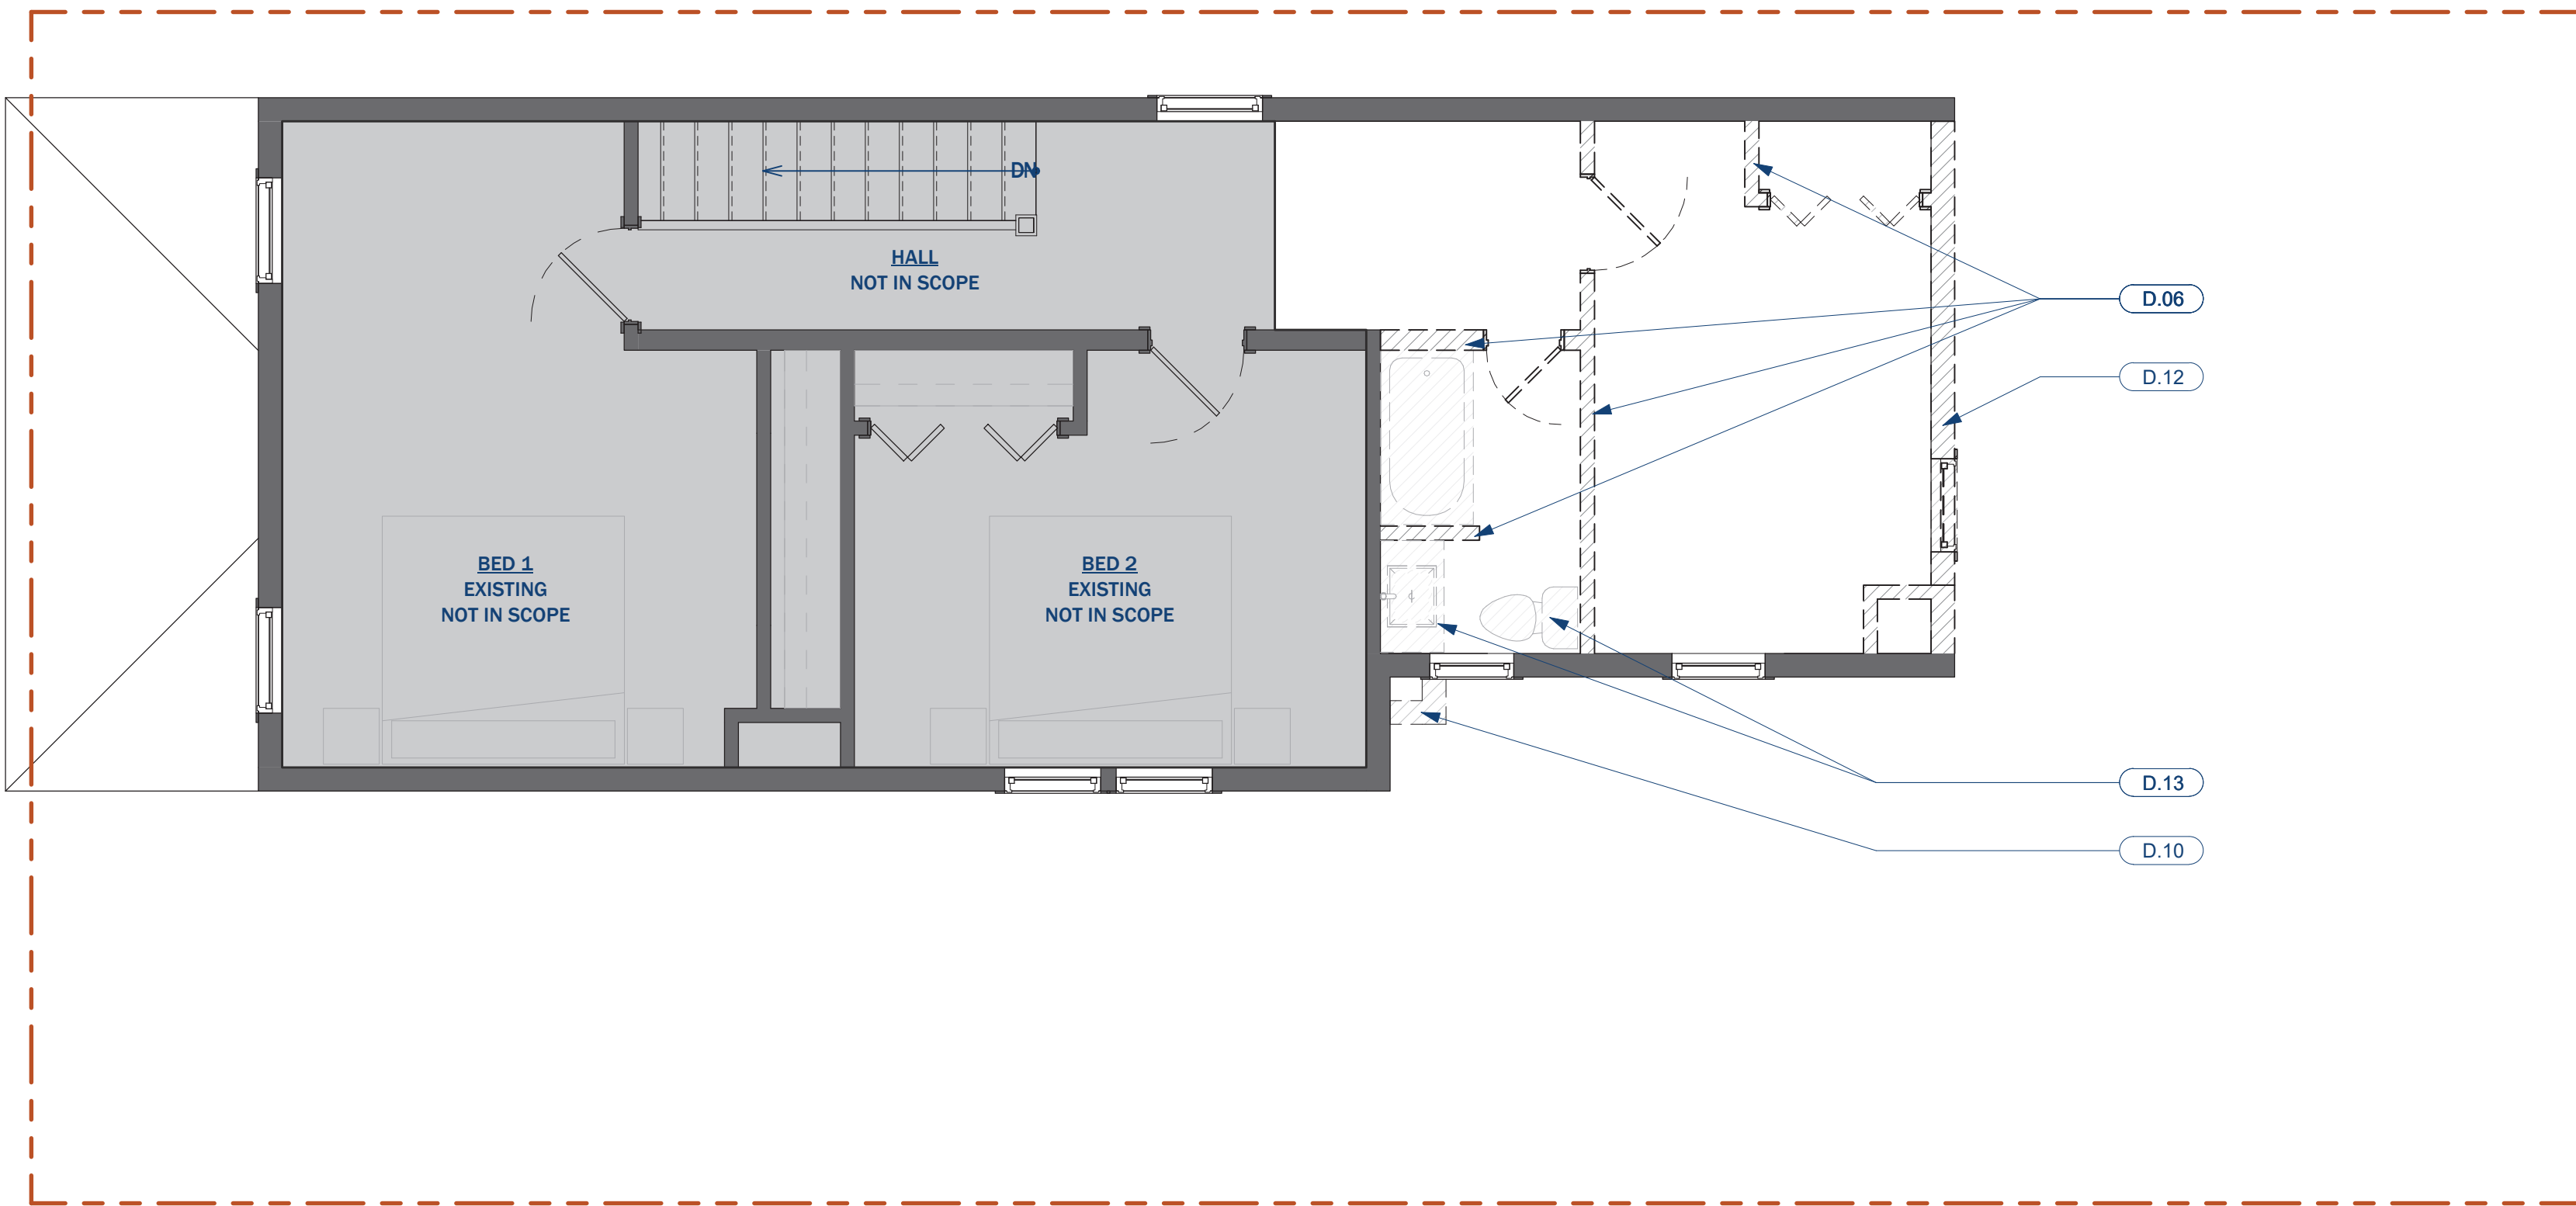 DN
HALL
NOT IN SCOPE
D.06
D.12
BED 1
EXISTING
NOT IN SCOPE
BED 2
EXISTING
NOT IN SCOPE
D.13
D.10